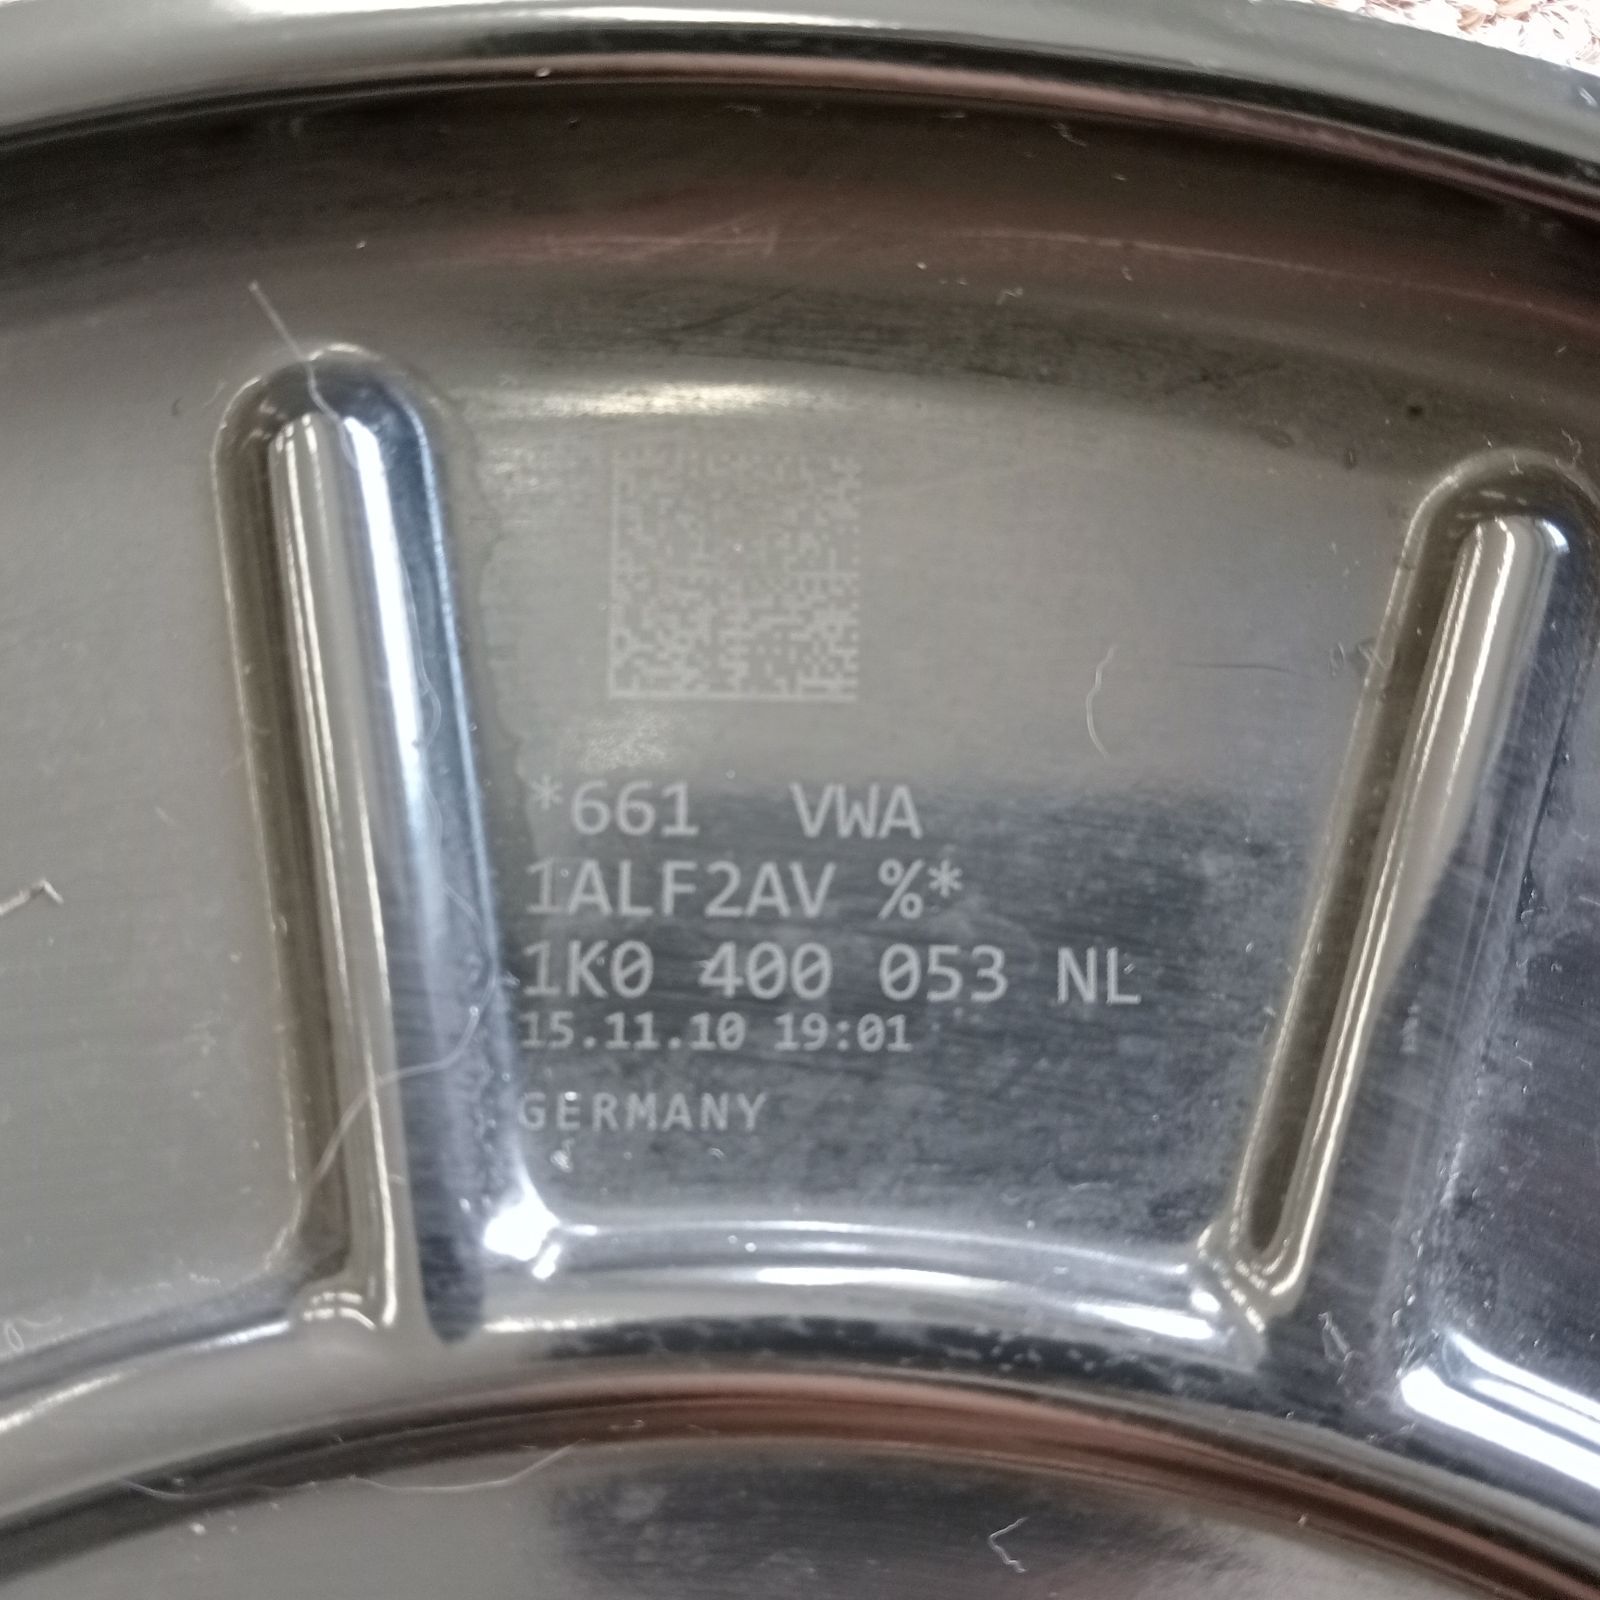 *661 VWA
1ALF2AV %*
1K0 400 053 NL
15.11.10 19:01
GERMANY